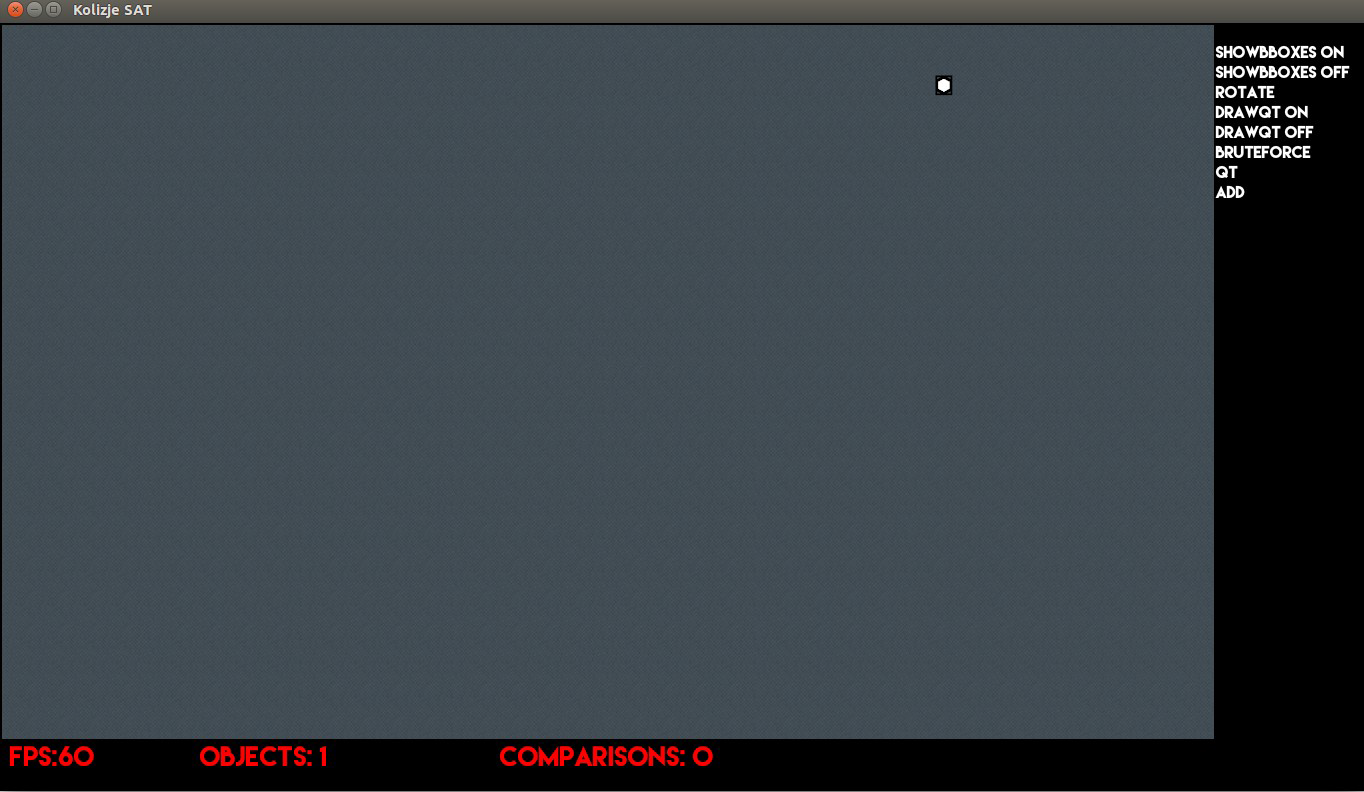 Kolizje SAT
SHOWBBOXES ON
SHOWBBOXES OFF
ROTATE
DRAWQT ON
DRAWQT OFF
BRUTEFORCE
QT
ADD
FPS:60 OBJECTS: 1 COMPARISONS: 0